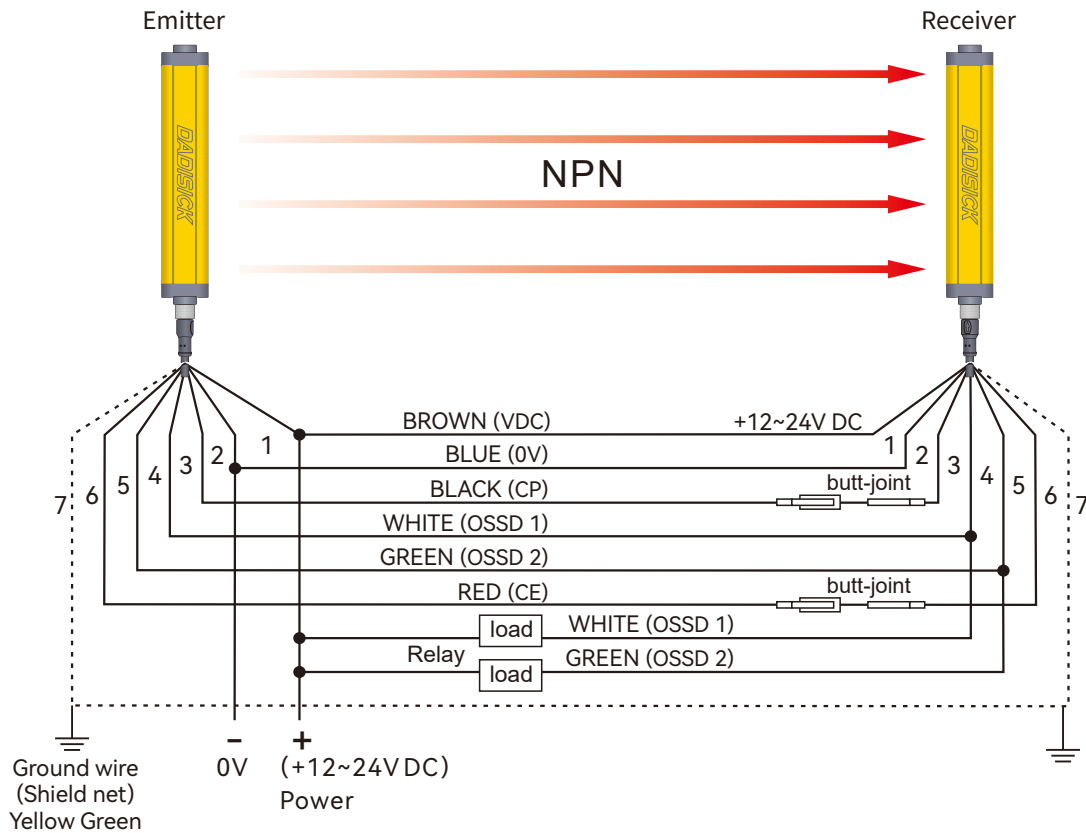 Emitter
Receiver
DADISICK
DADISICK
NPN
BROWN (VDC)
+12~24V DC
BLUE (0V)
BLACK (CP)
butt-joint
WHITE (OSSD 1)
GREEN (OSSD 2)
RED (CE)
butt-joint
load
WHITE (OSSD 1)
Relay
load
GREEN (OSSD 2)
7 6 5 4 3 2 1
1 2 3 4 5 6 7
− +
0V (+12~24V DC)
Power
Ground wire
(Shield net)
Yellow Green